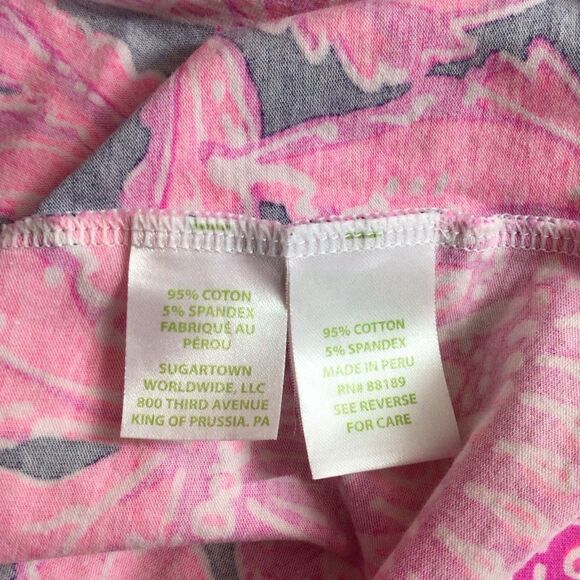 95% COTON
5% SPANDEX
FABRIQUÉ AU
PÉROU
SUGARTOWN
WORLDWIDE, LLC
800 THIRD AVENUE
KING OF PRUSSIA. PA
95% COTTON
5% SPANDEX
MADE IN PERU
RN# 88189
SEE REVERSE
FOR CARE